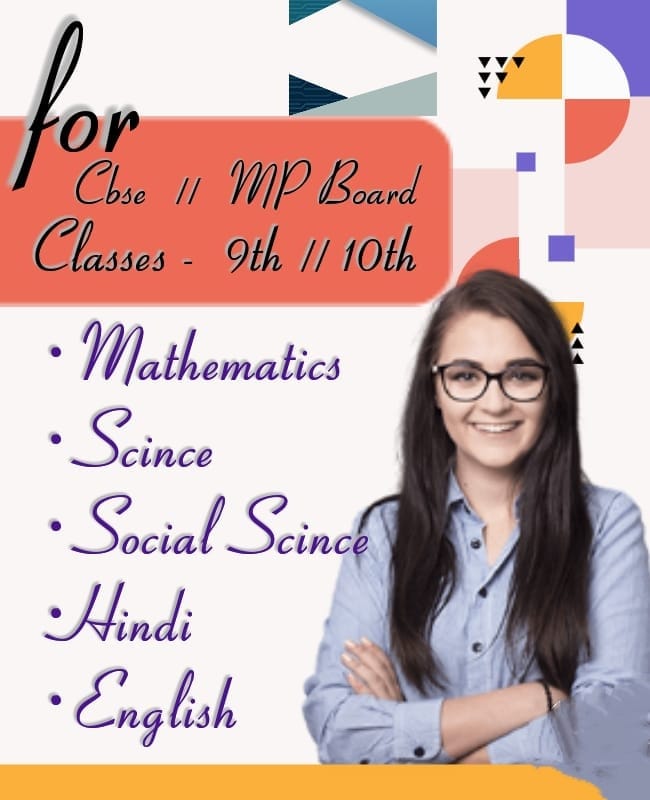 for
Cbse // MP Board
Classes - 9th // 10th
• Mathematics
• Scince
• Social Scince
• Hindi
• English